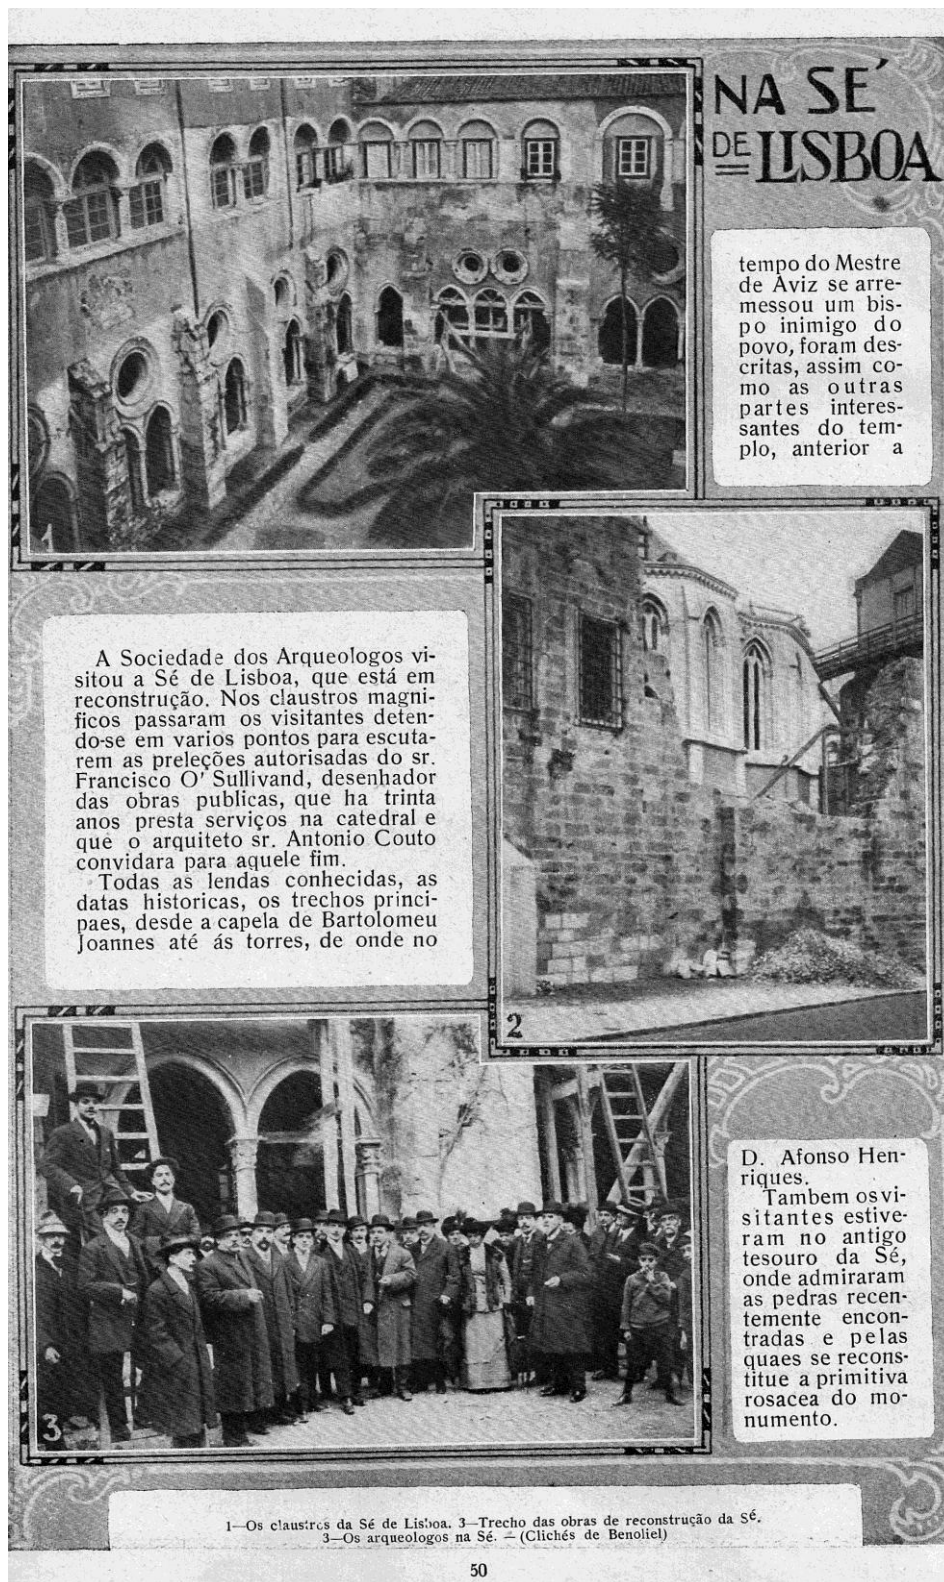 NA SÉ
DE LISBOA
A Sociedade dos Arqueologos vi-
sitou a Sé de Lisboa, que está em
reconstrução. Nos claustros magni-
ficos passaram os visitantes deten-
do-se em varios pontos para escuta-
rem as preleções autorisadas do sr.
Francisco O' Sullivand, desenhador
das obras publicas, que ha trinta
anos presta serviços na catedral e
que o arquiteto sr. Antonio Couto
convidara para aquele fim.
Todas as lendas conhecidas, as
datas historicas, os trechos princi-
paes, desde a capela de Bartolomeu
Joannes até ás torres, de onde no
tempo do Mestre
de Aviz se arre-
messou um bis-
po inimigo do
povo, foram des-
critas, assim co-
mo as outras
partes interes-
santes do tem-
plo, anterior a
D. Afonso Hen-
riques.
Tambem os vi-
sitantes estive-
ram no antigo
tesouro da Sé,
onde admiraram
as pedras recen-
temente encon-
tradas e pelas
quaes se recons-
titue a primitiva
rosacea do mo-
numento.
1
2
3
1—Os claustros da Sé de Lisboa. 3—Trecho das obras de reconstrução da Sé.
3—Os arqueologos na Sé. — (Clichés de Benoliel)
50